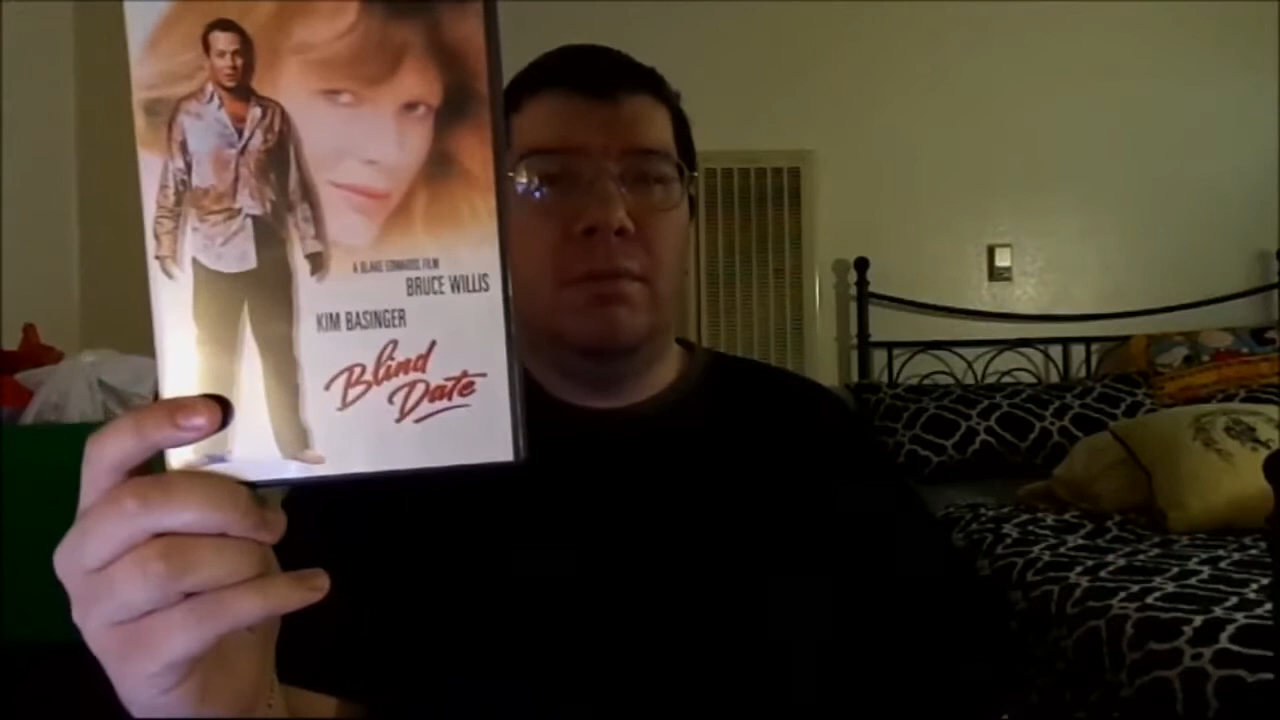 A BLAKE EDWARDS FILM
BRUCE WILLIS
KIM BASINGER
Blind
Date